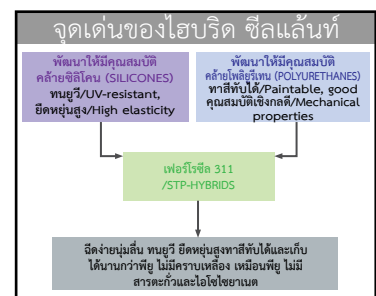 จุดเด่นของไฮบริด ซีลแล้นท์
พัฒนาให้มีคุณสมบัติ
คล้ายซิลิโคน (SILICONES)
ทนยูวี/UV-resistant,
ยืดหยุ่นสูง/High elasticity
พัฒนาให้มีคุณสมบัติ
คล้ายโพลียูรีเทน (POLYURETHANES)
ทาสีทับได้/Paintable, good
คุณสมบัติเชิงกลดี/Mechanical
properties
เฟอร์โรซีล 311
/STP-HYBRIDS
ฉีดง่ายนุ่มลื่น ทนยูวี ยืดหยุ่นสูงทาสีทับได้และเก็บ
ได้นานกว่าพียู ไม่มีคราบเหลือง เหมือนพียู ไม่มี
สารตะกั่วและไอโซไซยาเนต